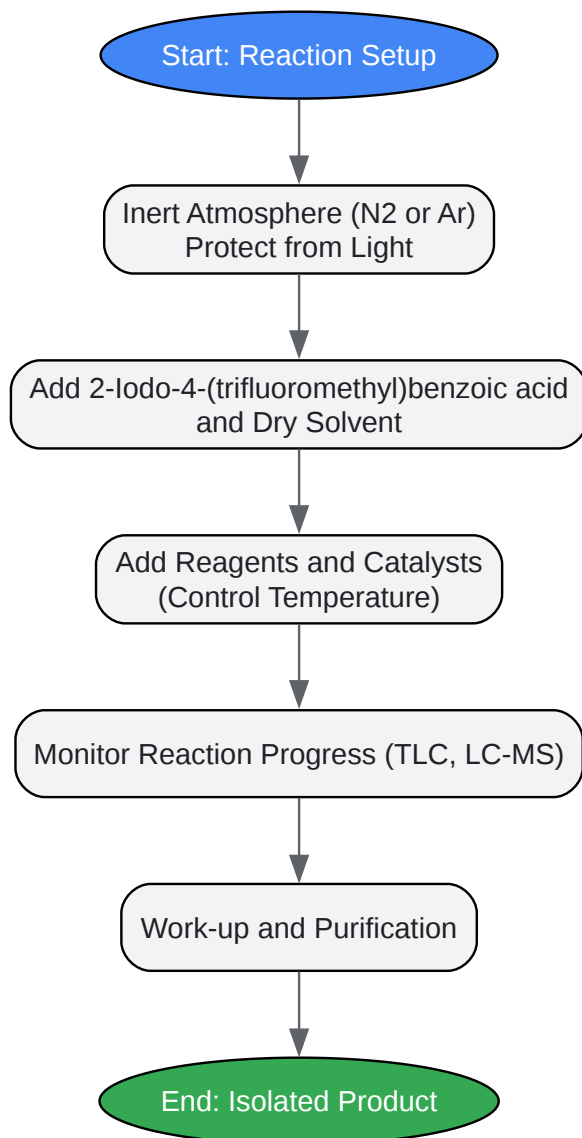 Start: Reaction Setup
Inert Atmosphere (N2 or Ar)
Protect from Light
Add 2-Iodo-4-(trifluoromethyl)benzoic acid
and Dry Solvent
Add Reagents and Catalysts
(Control Temperature)
Monitor Reaction Progress (TLC, LC-MS)
Work-up and Purification
End: Isolated Product